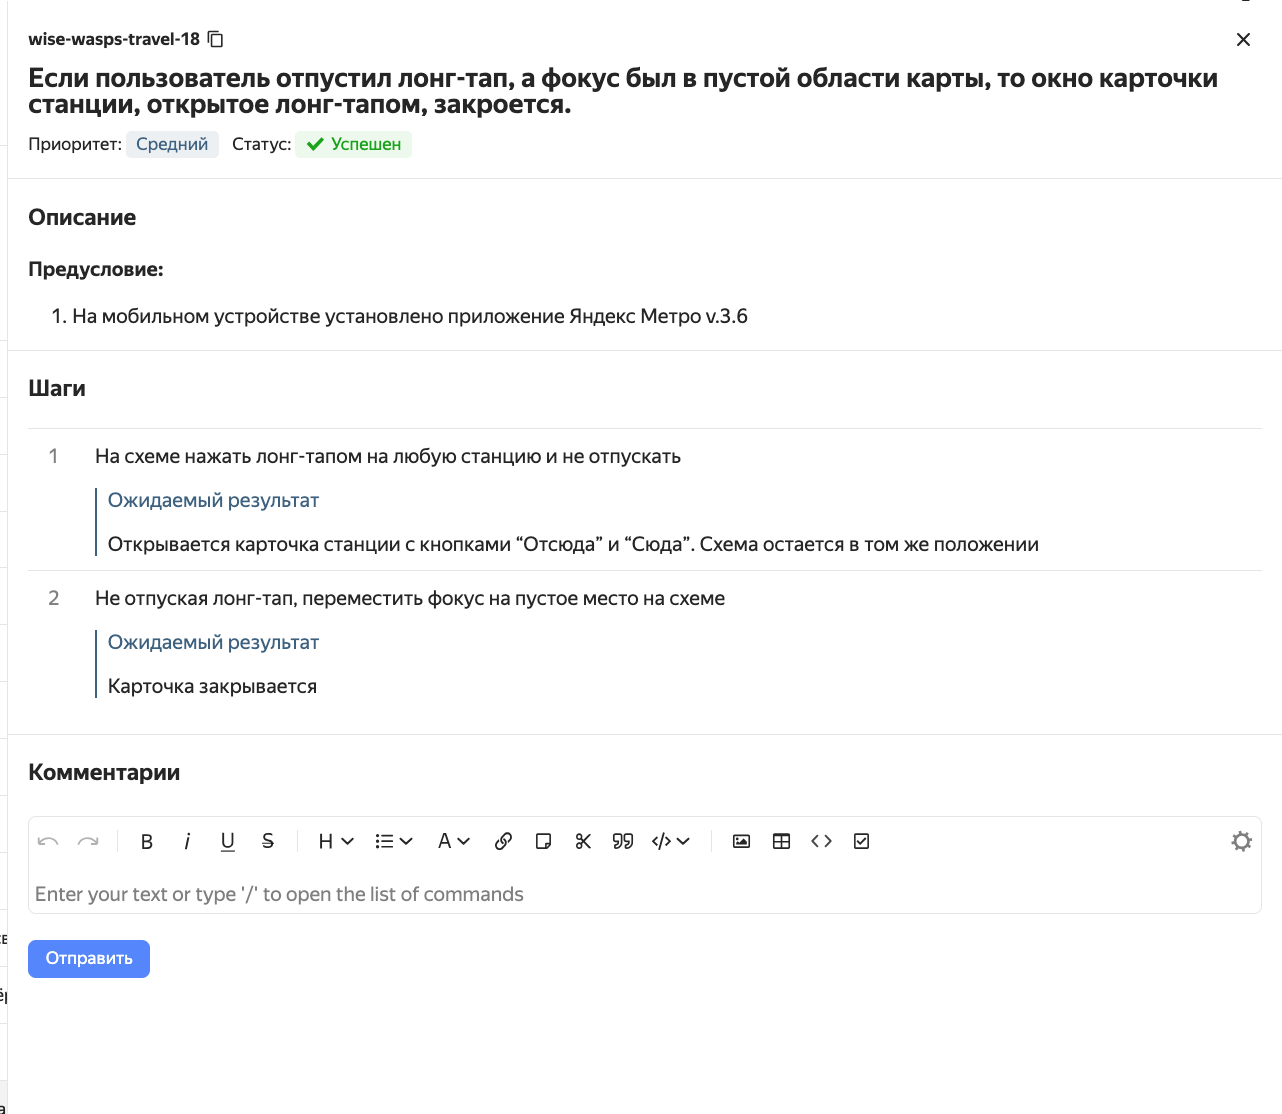 wise-wasps-travel-18
Если пользователь отпустил лонг-тап, а фокус был в пустой области карты, то окно карточки
станции, открытое лонг-тапом, закроется.
Приоритет: Средний Статус: Успешен
Описание
Предусловие:
1. На мобильном устройстве установлено приложение Яндекс Метро v.3.6
Шаги
1 На схеме нажать лонг-тапом на любую станцию и не отпускать
Ожидаемый результат
Открывается карточка станции с кнопками “Отсюда” и “Сюда”. Схема остается в том же положении
2 Не отпуская лонг-тап, переместить фокус на пустое место на схеме
Ожидаемый результат
Карточка закрывается
Комментарии
B i U S H A
Enter your text or type '/' to open the list of commands
Отправить